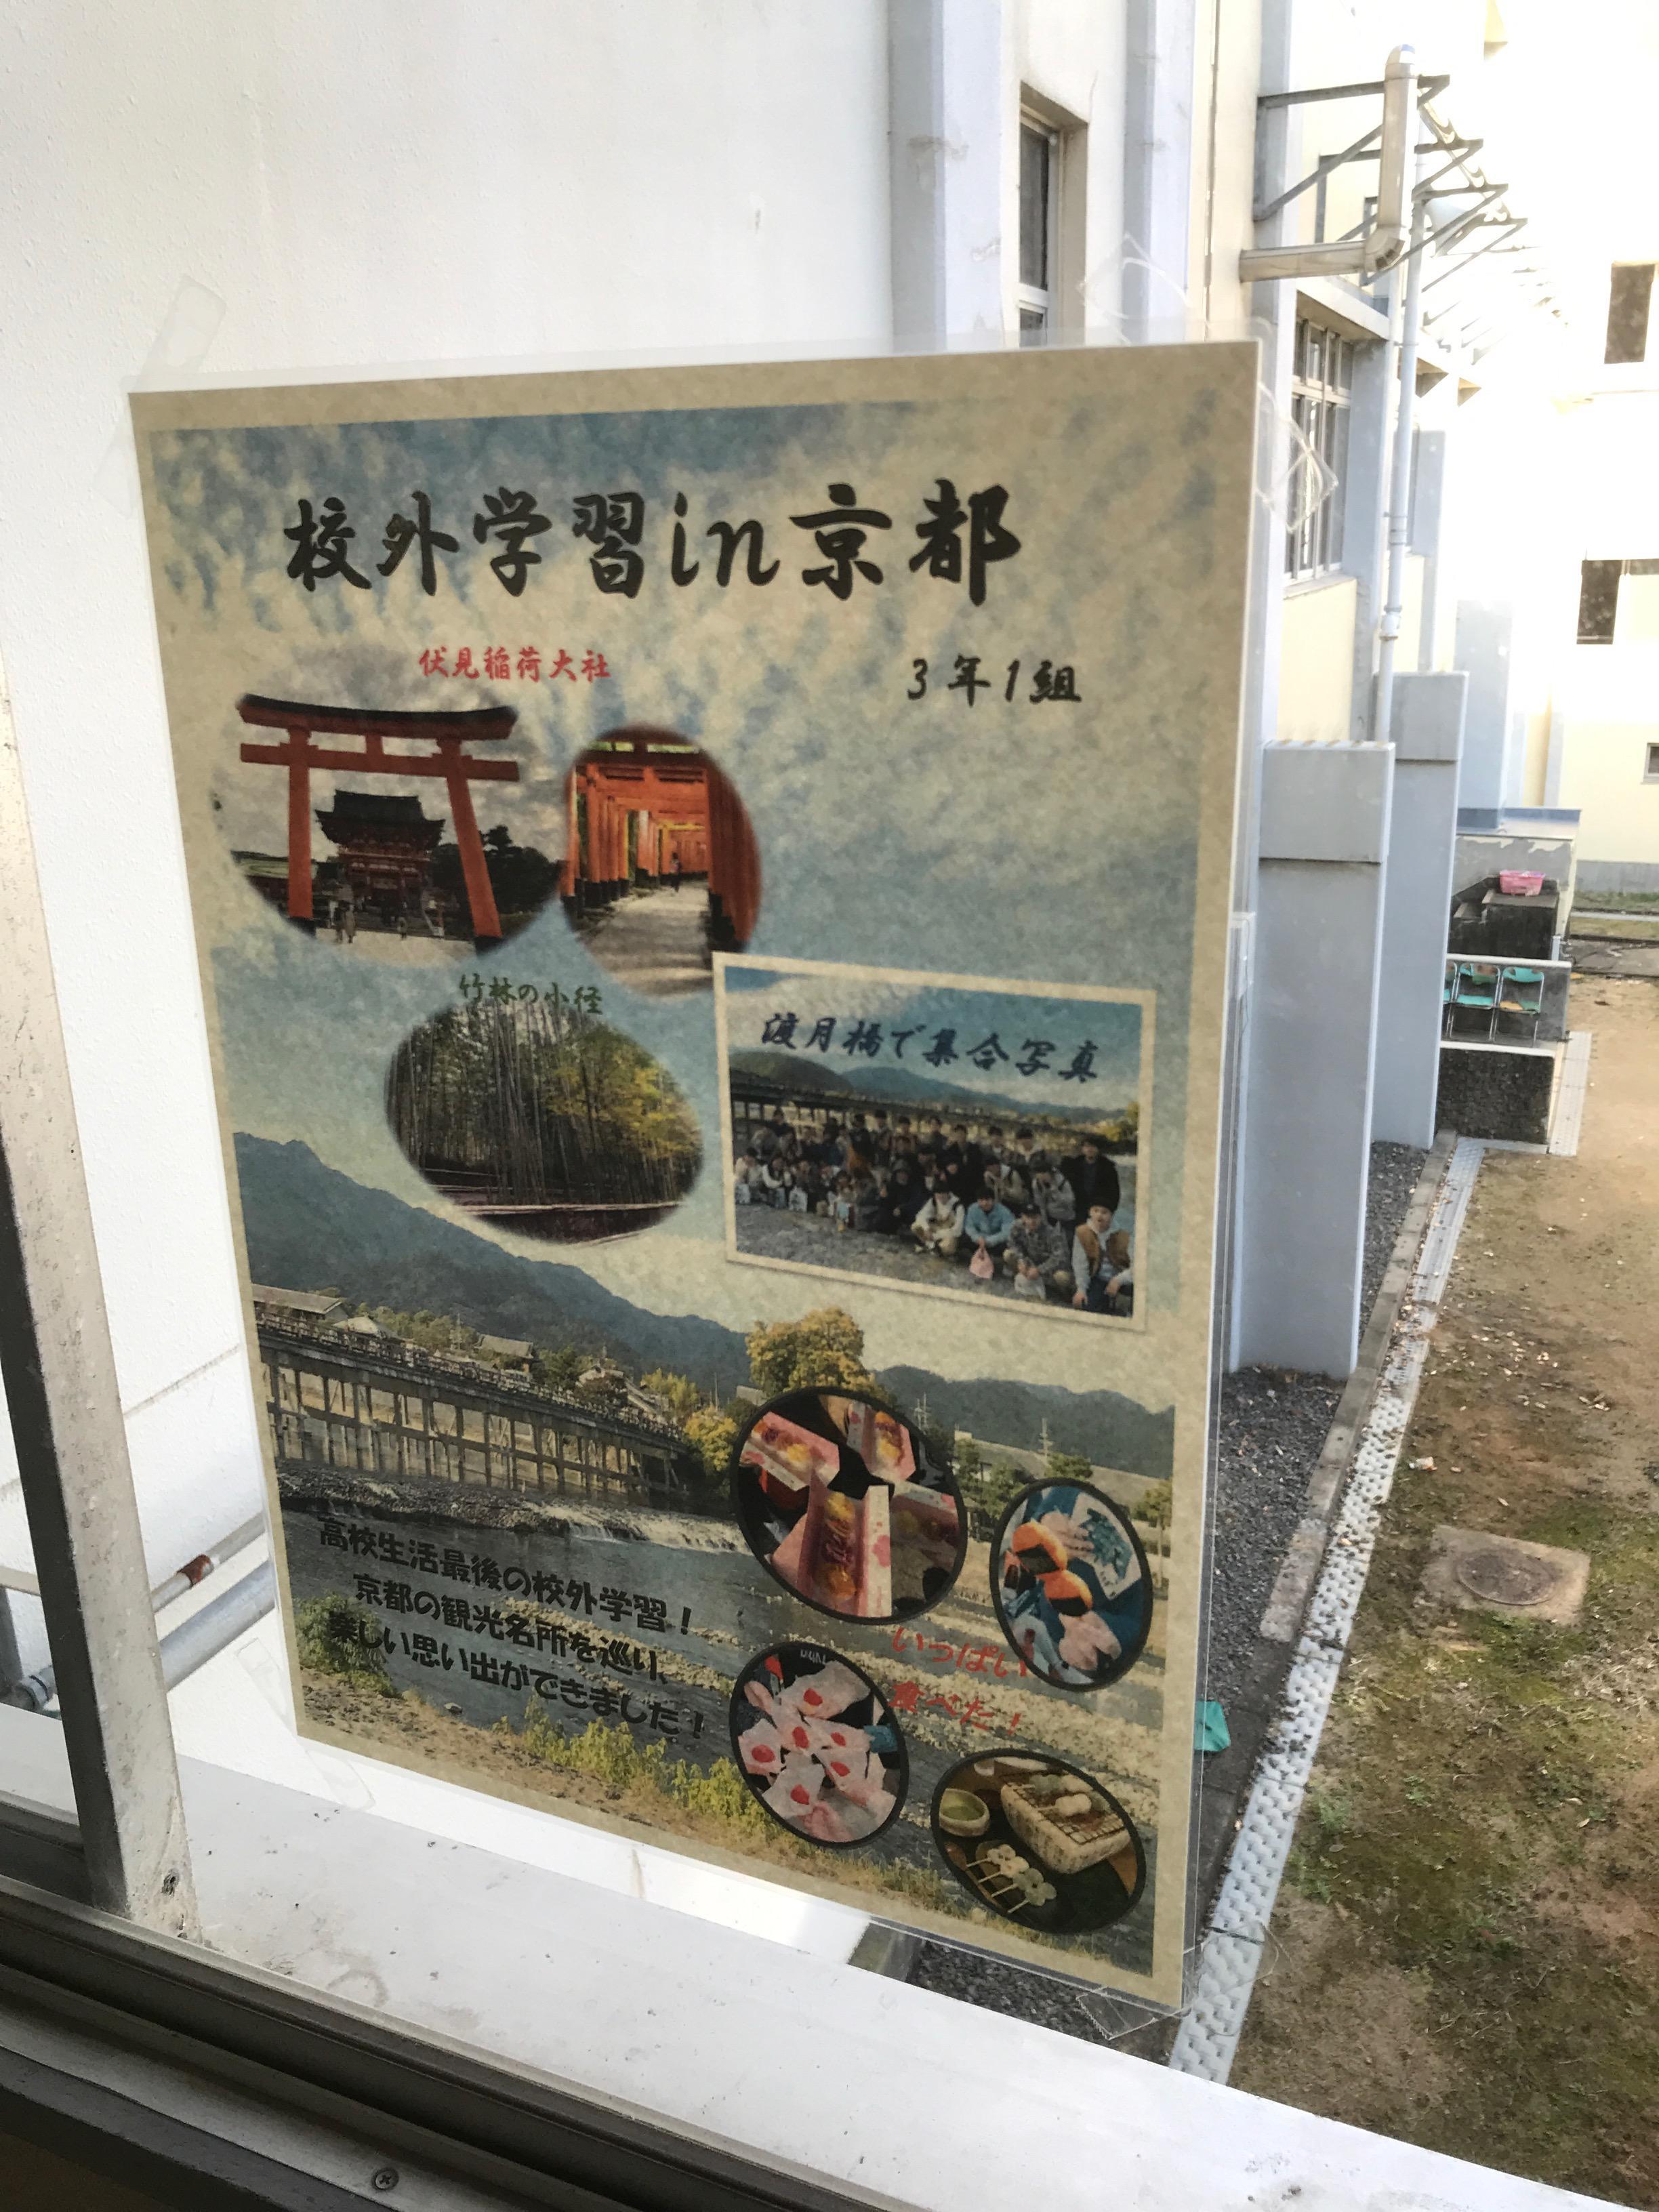 校外学習in京都
3年1組
伏見稲荷大社
竹林の小径
渡月橋で集合写真
高校生活最後の校外学習！
京都の観光名所を巡り、
楽しい思い出ができました！
いっぱい
食べた！